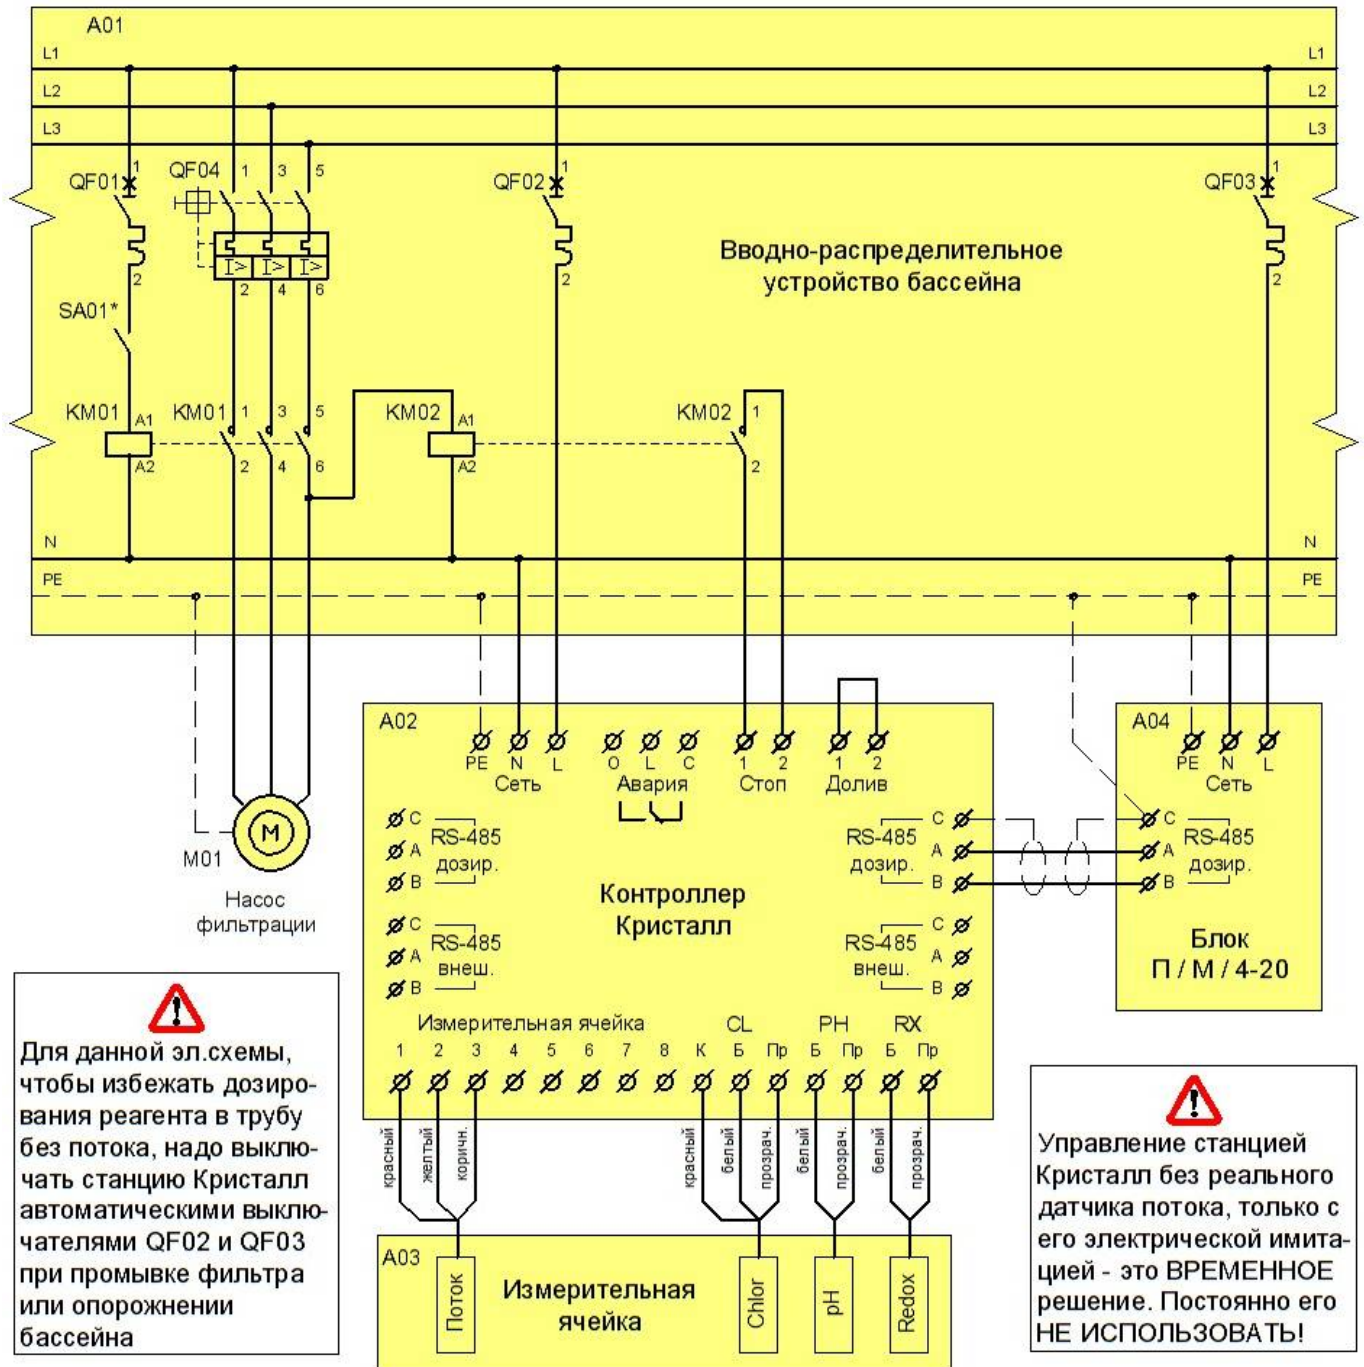 A01
L1 L1
L2 L2
L3 L3
QF01 1 QF04 1 3 5 QF02 1 QF03 1
Вводно-распределительное
устройство бассейна
I> I> I>
2 2 4 6 2 2
SA01*
KM01 A1 KM01 1 3 5 KM02 A1 KM02 1
A2 2 4 6 A2 2
N N
PE PE
A02
PE N L O L C 1 2 1 2
Сеть Авария Стоп Долив
A04
PE N L
Сеть
M
M01
Насос
фильтрации
C C C
RS-485 RS-485 RS-485
A A A
дозир. дозир. дозир.
B B B
Контроллер
Кристалл
C C
RS-485 RS-485
A A
внеш. внеш.
B B
Блок
П / М / 4-20
Измерительная ячейка CL PH RX
1 2 3 4 5 6 7 8 К Б Пр Б Пр Б Пр
красный желтый коричн. красный белый прозрач. белый прозрач. белый прозрач.
A03
Поток
Измерительная
ячейка
Chlor pH Redox
!
Для данной эл.схемы,
чтобы избежать дозиро-
вания реагента в трубу
без потока, надо выклю-
чать станцию Кристалл
автоматическими выклю-
чателями QF02 и QF03
при промывке фильтра
или опорожнении
бассейна
!
Управление станцией
Кристалл без реального
датчика потока, только с
его электрической имита-
цией - это ВРЕМЕННОЕ
решение. Постоянно его
НЕ ИСПОЛЬЗОВАТЬ!